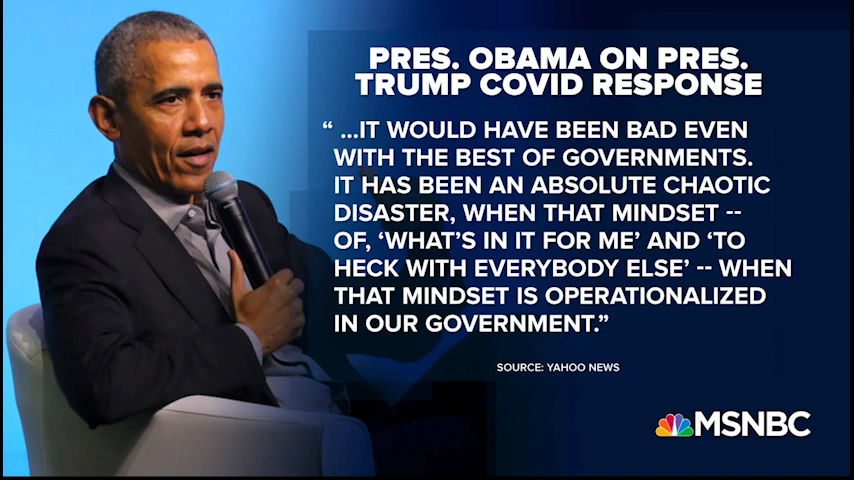 PRES. OBAMA ON PRES.
TRUMP COVID RESPONSE
“ ...IT WOULD HAVE BEEN BAD EVEN
WITH THE BEST OF GOVERNMENTS.
IT HAS BEEN AN ABSOLUTE CHAOTIC
DISASTER, WHEN THAT MINDSET --
OF, ‘WHAT’S IN IT FOR ME’ AND ‘TO
HECK WITH EVERYBODY ELSE’ -- WHEN
THAT MINDSET IS OPERATIONALIZED
IN OUR GOVERNMENT.”
SOURCE: YAHOO NEWS
MSNBC